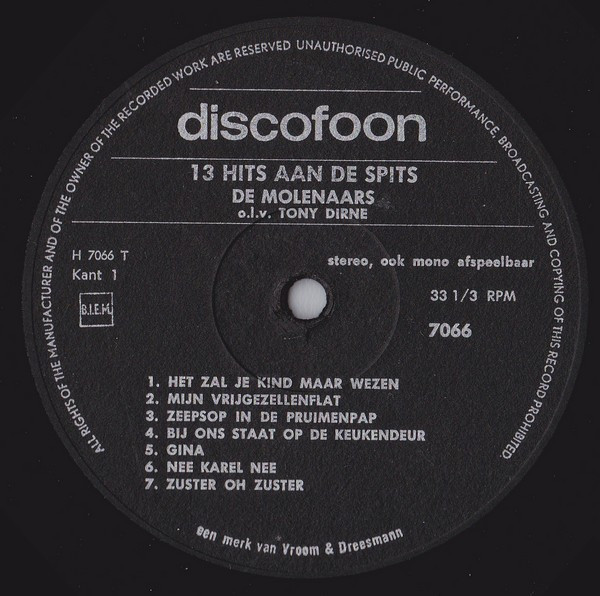 ALL RIGHTS OF THE MANUFACTURER AND OF THE OWNER OF THE RECORDED WORK ARE RESERVED UNAUTHORISED PUBLIC PERFORMANCE, BROADCASTING AND COPYING OF THIS RECORD PROHIBITED.
discofoon
13 HITS AAN DE SPITS
DE MOLENAARS
o.l.v. TONY DIRNE
H 7066 T
Kant 1
B.I.E.M.
stereo, ook mono afspeelbaar
33 1/3 RPM
7066
1. HET ZAL JE KIND MAAR WEZEN
2. MIJN VRIJGEZELLENFLAT
3. ZEEPSOP IN DE PRUIMENPAP
4. BIJ ONS STAAT OP DE KEUKENDEUR
5. GINA
6. NEE KAREL NEE
7. ZUSTER OH ZUSTER
een merk van Vroom & Dreesmann